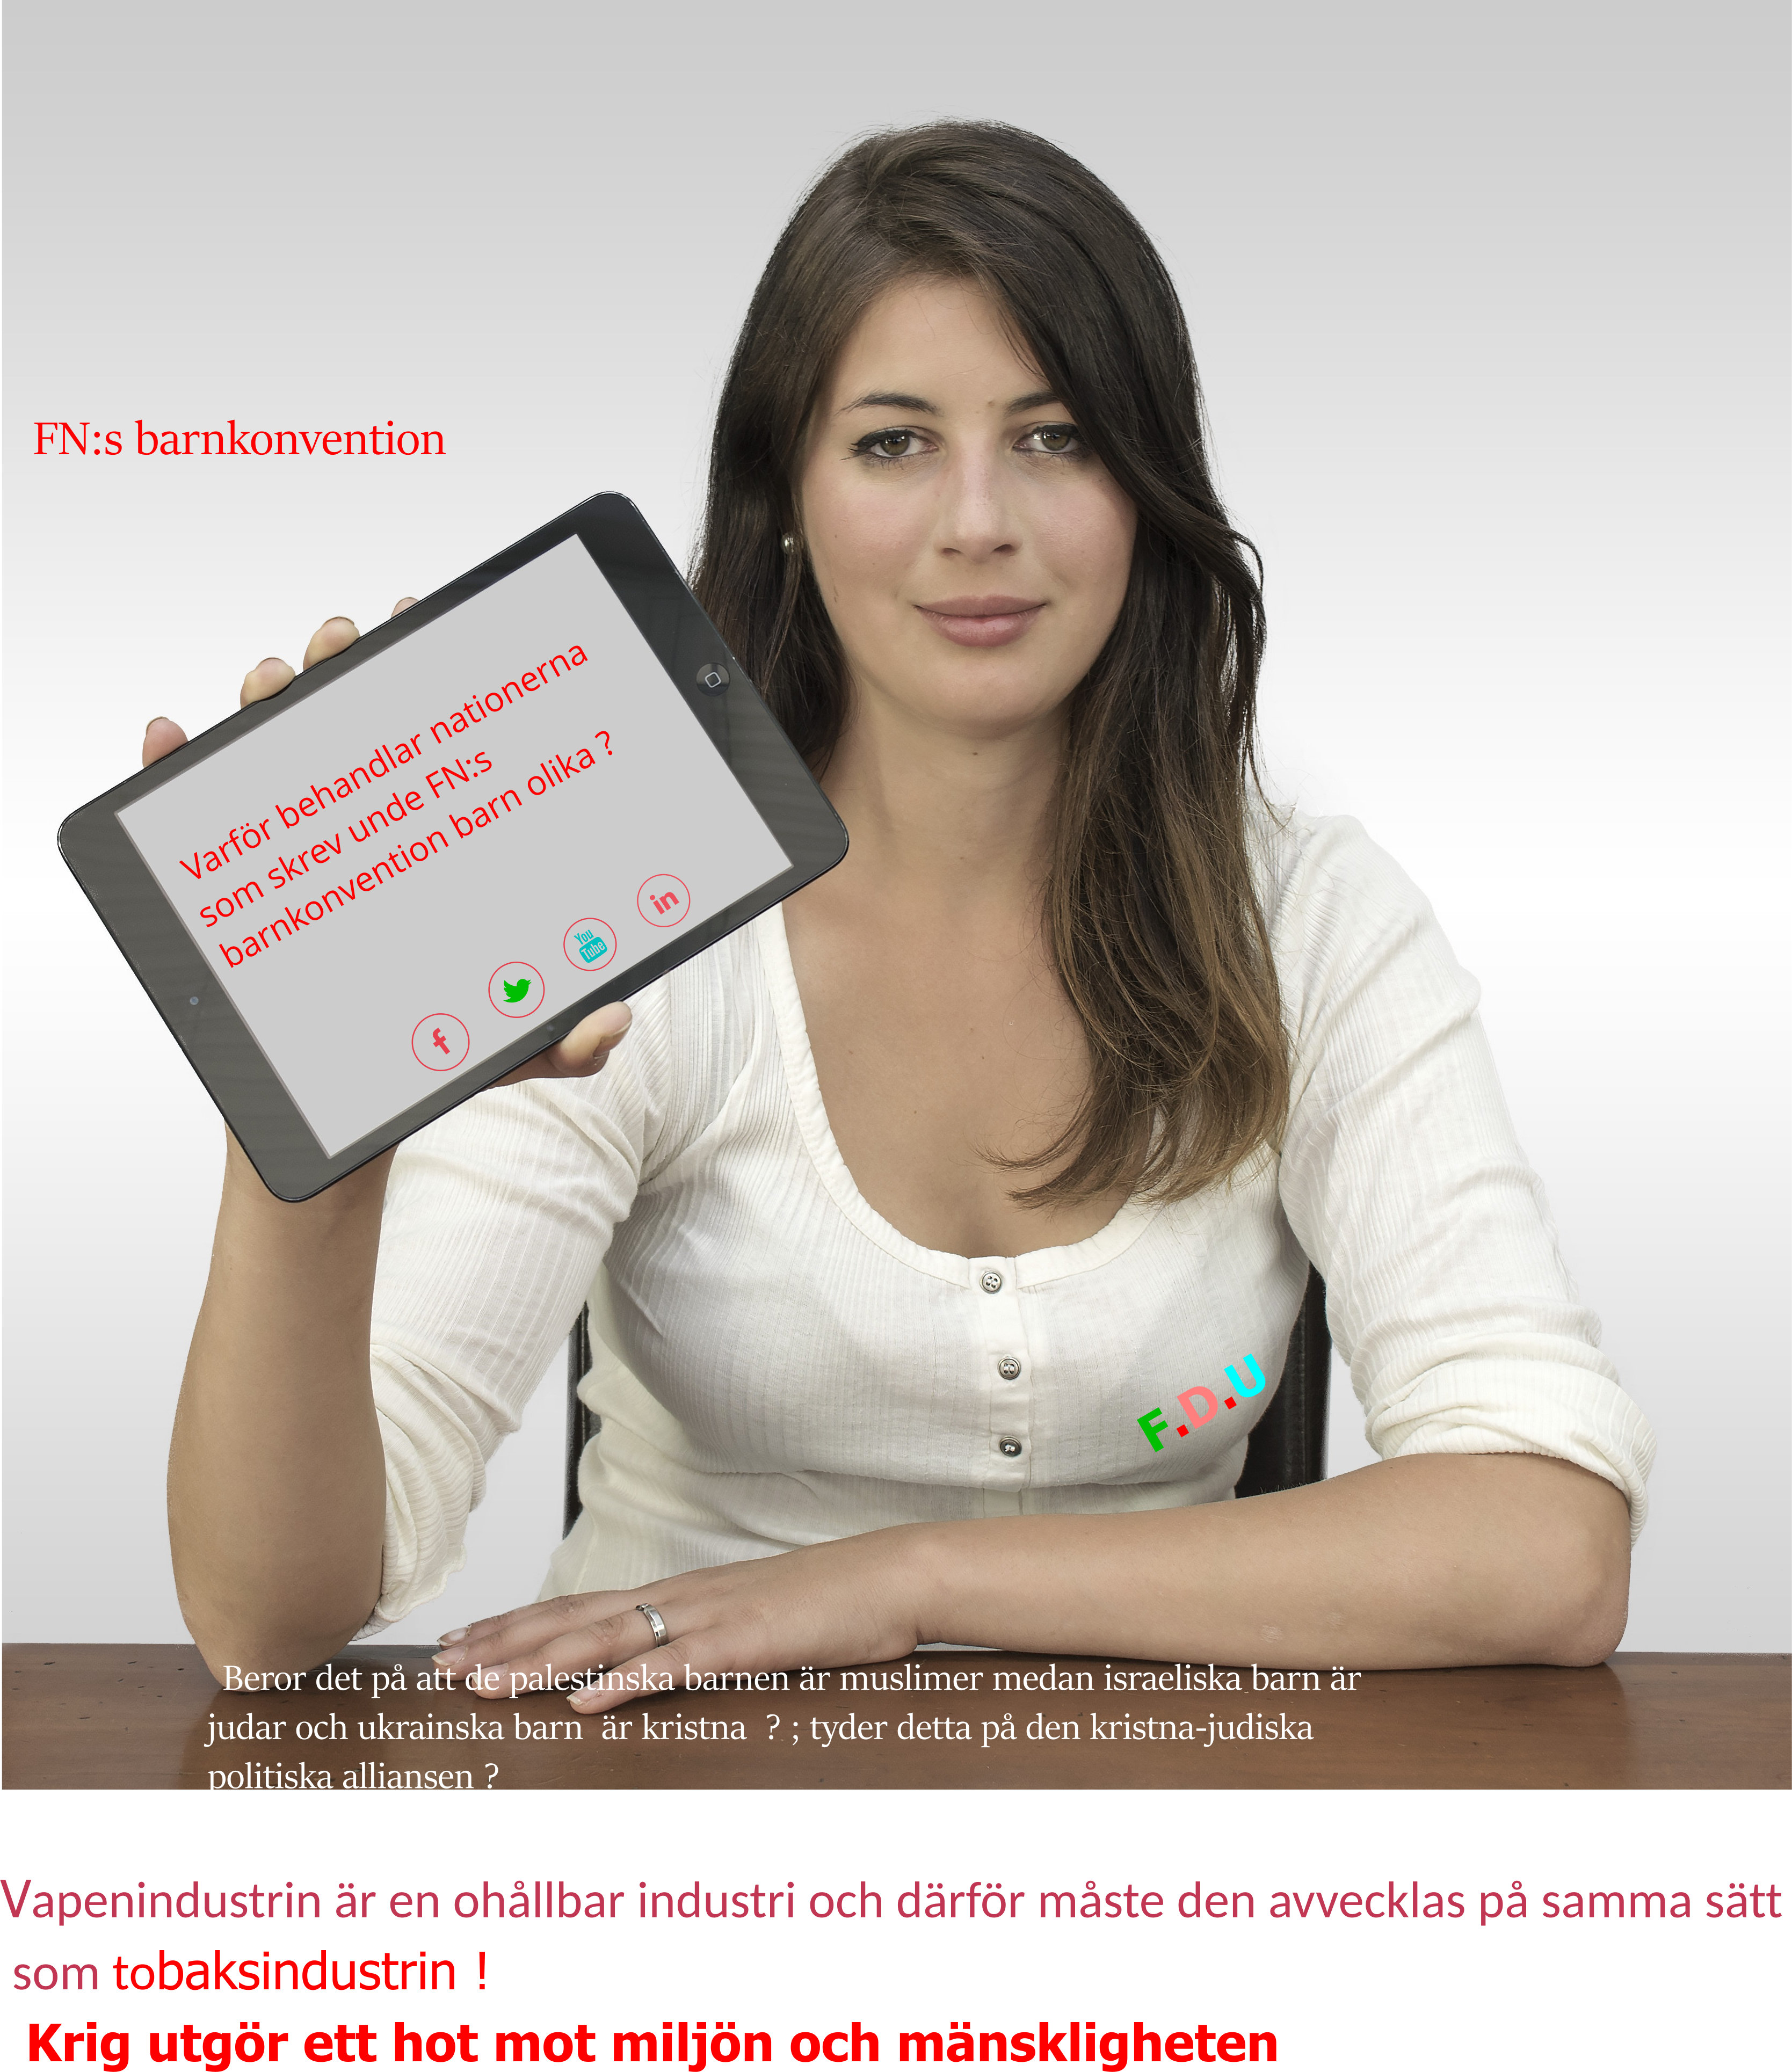 FN:s barnkonvention
Varför behandlar nationerna
som skrev unde FN:s
barnkonvention barn olika ?
f
You
Tube
in
F.D.U
Beror det på att de palestinska barnen är muslimer medan israeliska barn är
judar och ukrainska barn är kristna ? ; tyder detta på den kristna-judiska
politiska alliansen ?
Vapenindustrin är en ohållbar industri och därför måste den avvecklas på samma sätt
som tobaksindustrin !
Krig utgör ett hot mot miljön och mänskligheten